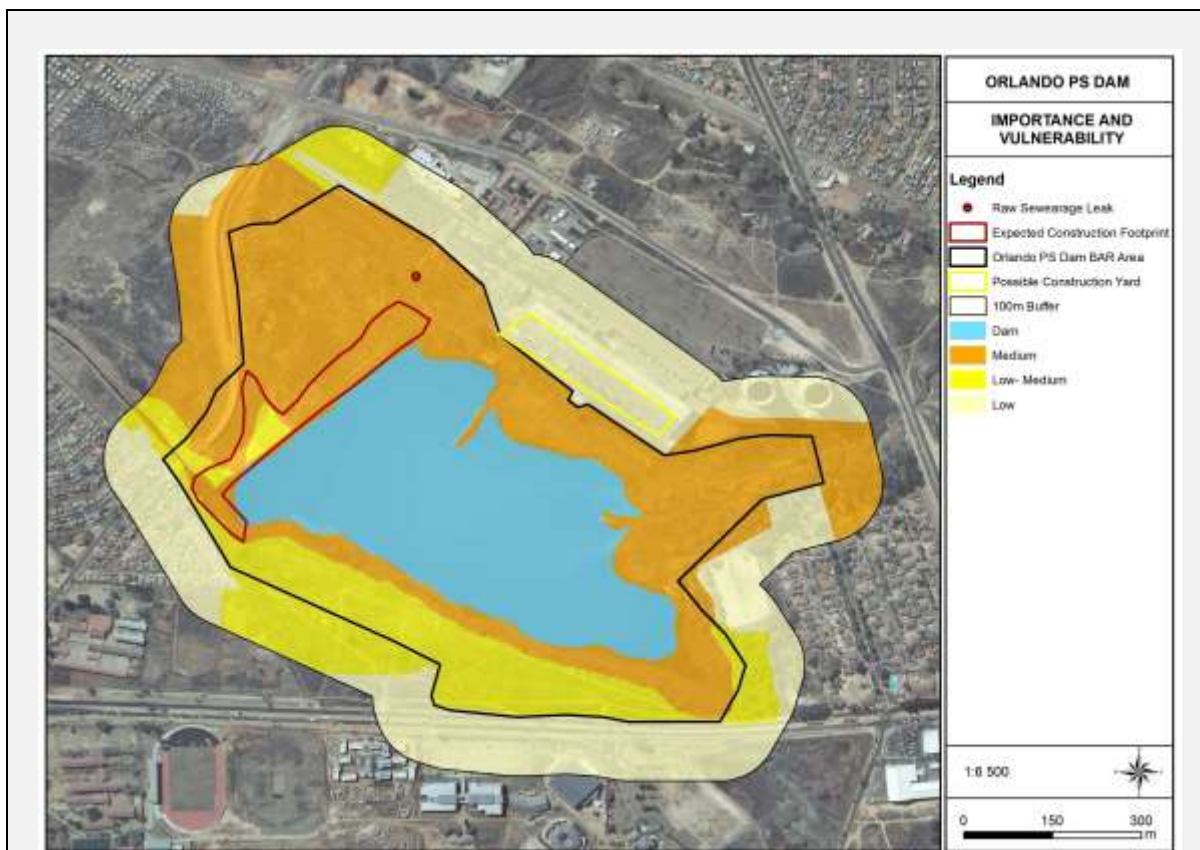 ORLANDO PS DAM
IMPORTANCE AND
VULNERABILITY
Legend
Raw Sewearage Leak
Expected Construction Footprint
Orlando PS Dam BAR Area
Possible Construction Yard
100m Buffer
Dam
Medium
Low- Medium
Low
1:6 500
0 150 300
m